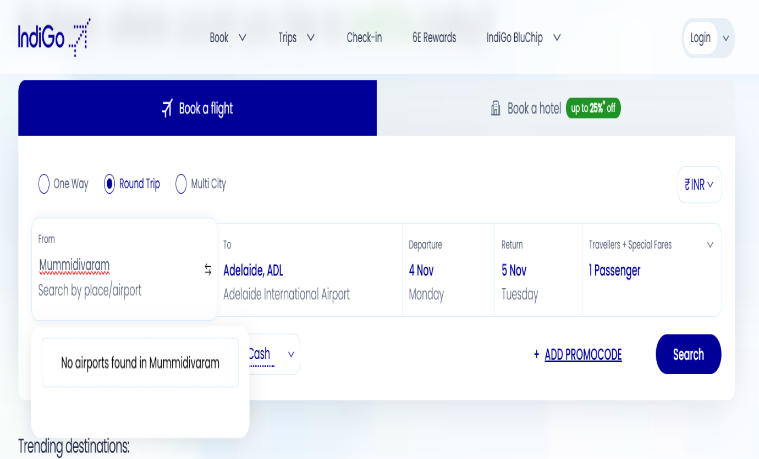 IndiGo
Book Trips Check-in 6E Rewards IndiGo BluChip Login
Book a flight
Book a hotel up to 25%* off
One Way Round Trip Multi City
₹ INR
From
Mummidivaram
Search by place/airport
To
Adelaide, ADL
Adelaide International Airport
Departure
4 Nov
Monday
Return
5 Nov
Tuesday
Travellers + Special Fares
1 Passenger
No airports found in Mummidivaram
Cash
+ ADD PROMOCODE
Search
Trending destinations: